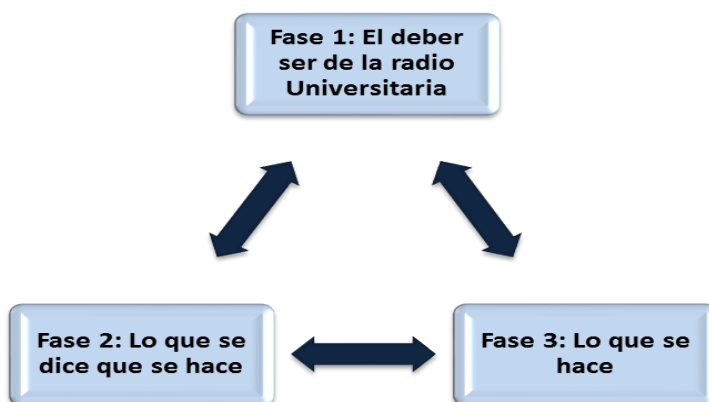 Fase 1: El deber
ser de la radio
Universitaria
Fase 2: Lo que se
dice que se hace
Fase 3: Lo que se
hace